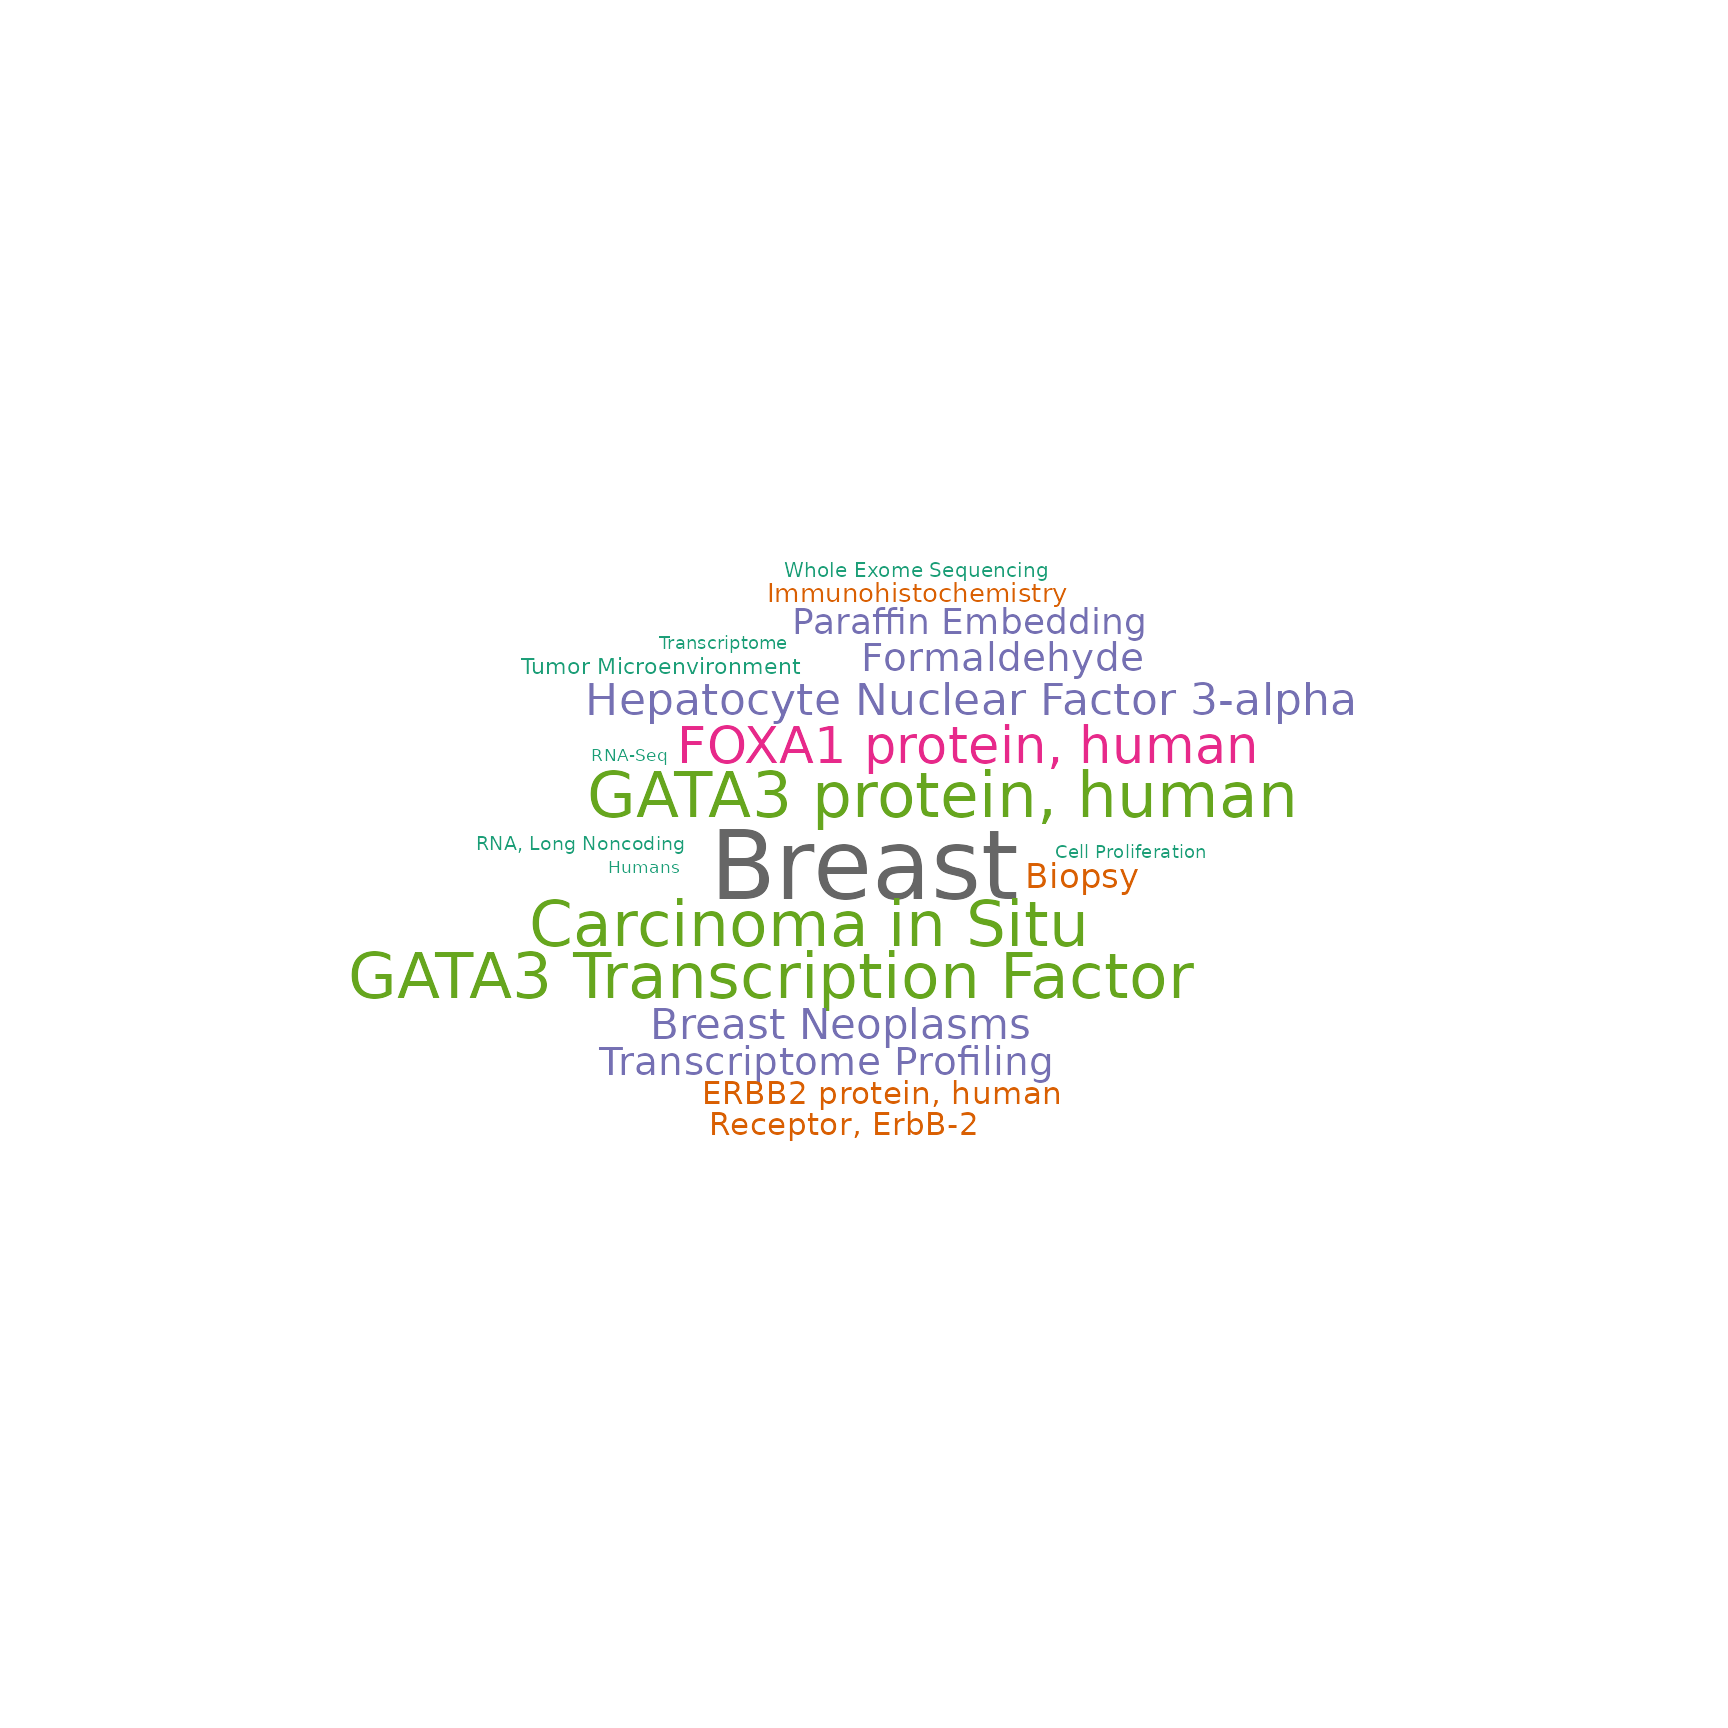 Whole Exome Sequencing
Immunohistochemistry
Paraffin Embedding
Transcriptome
Formaldehyde
Tumor Microenvironment
Hepatocyte Nuclear Factor 3-alpha
FOXA1 protein, human
RNA-Seq
GATA3 protein, human
RNA, Long Noncoding
Breast
Cell Proliferation
Humans
Biopsy
Carcinoma in Situ
GATA3 Transcription Factor
Breast Neoplasms
Transcriptome Profiling
ERBB2 protein, human
Receptor, ErbB-2